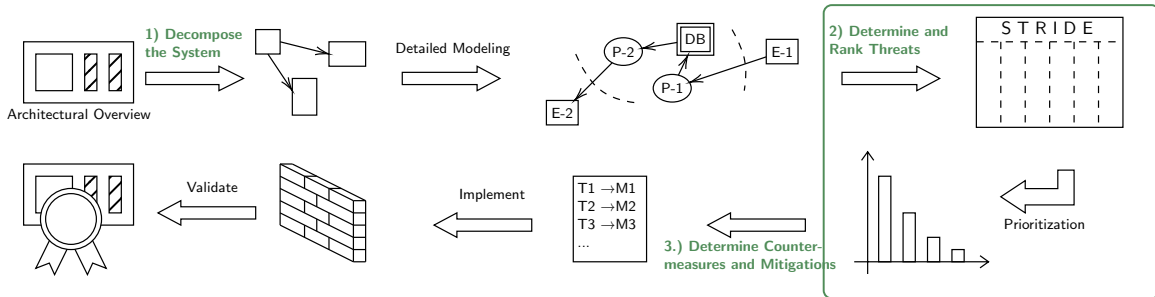 1) Decompose
the System
Architectural Overview
Detailed Modeling
P-2
DB
E-1
P-1
E-2
2) Determine and
Rank Threats
S T R I D E
Prioritization
3.) Determine Counter-
measures and Mitigations
T1 →M1
T2 →M2
T3 →M3
...
Implement
Validate